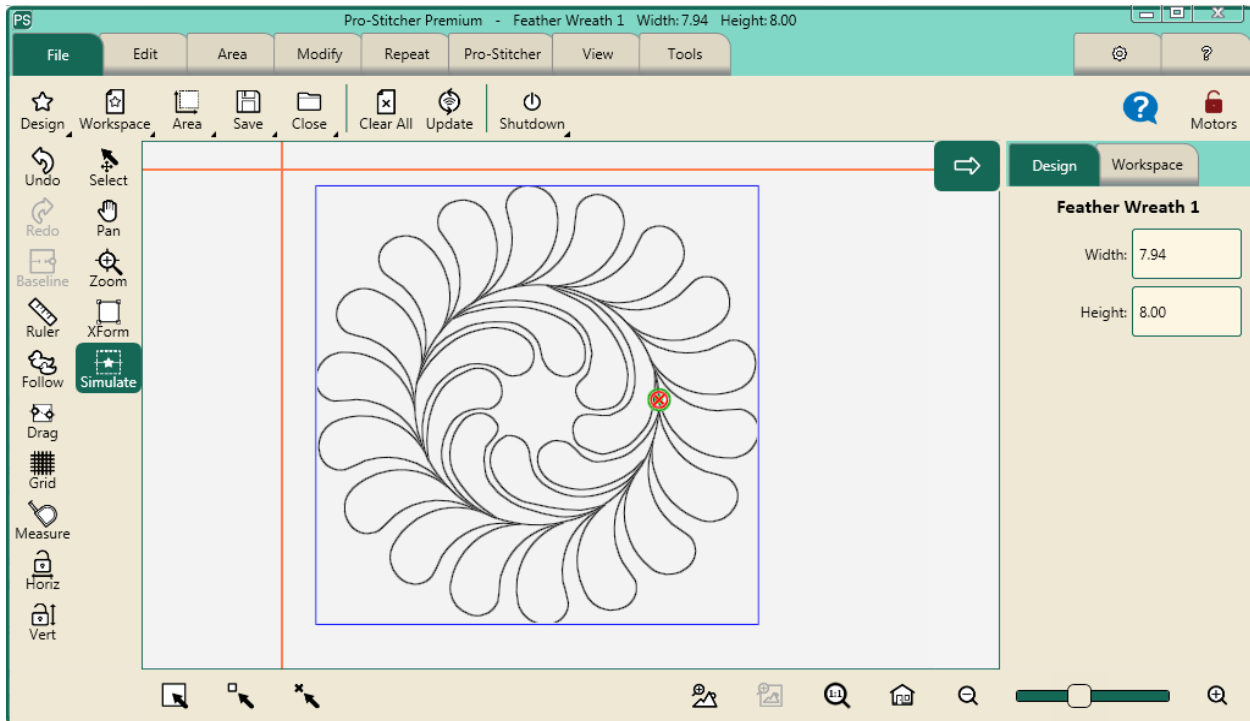 PS Pro-Stitcher Premium - Feather Wreath 1 Width: 7.94 Height: 8.00
File Edit Area Modify Repeat Pro-Stitcher View Tools ?
Design Workspace Area Save Close Clear All Update Shutdown ? Motors
Undo Select
Redo Pan
Baseline Zoom
Ruler XForm
Follow Simulate
Drag
Grid
Measure
Horiz
Vert
Design Workspace
Feather Wreath 1
Width: 7.94
Height: 8.00
1:1